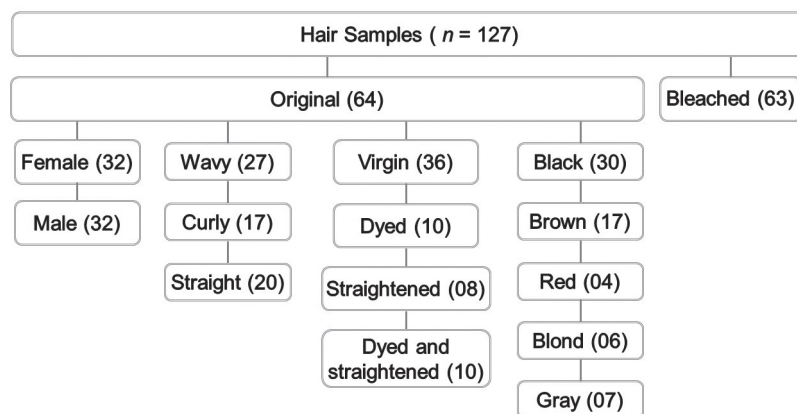 Hair Samples ( n = 127)
Original (64)
Bleached (63)
Female (32)
Male (32)
Wavy (27)
Curly (17)
Straight (20)
Virgin (36)
Dyed (10)
Straightened (08)
Dyed and
straightened (10)
Black (30)
Brown (17)
Red (04)
Blond (06)
Gray (07)